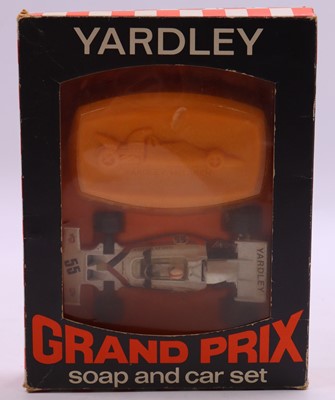 YARDLEY
55
YARDLEY
GRAND PRIX
soap and car set